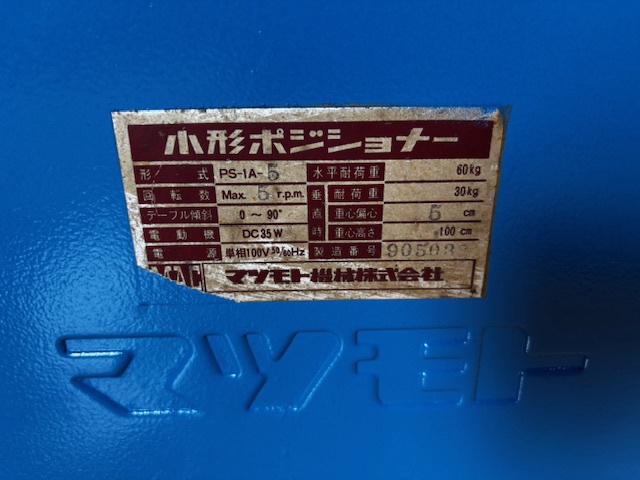 小形ポジショナー
形式 PS-1A-5 水平耐荷重 60kg
回転数 Max. 5 r.p.m. 垂直時 耐荷重 30kg
テーブル傾斜 0～90° 重心偏心 5 cm
電動機 DC35W 重心高さ 100cm
電源 単相100V 50/60Hz 製造番号 90503
マツモト機械株式会社
マツモト